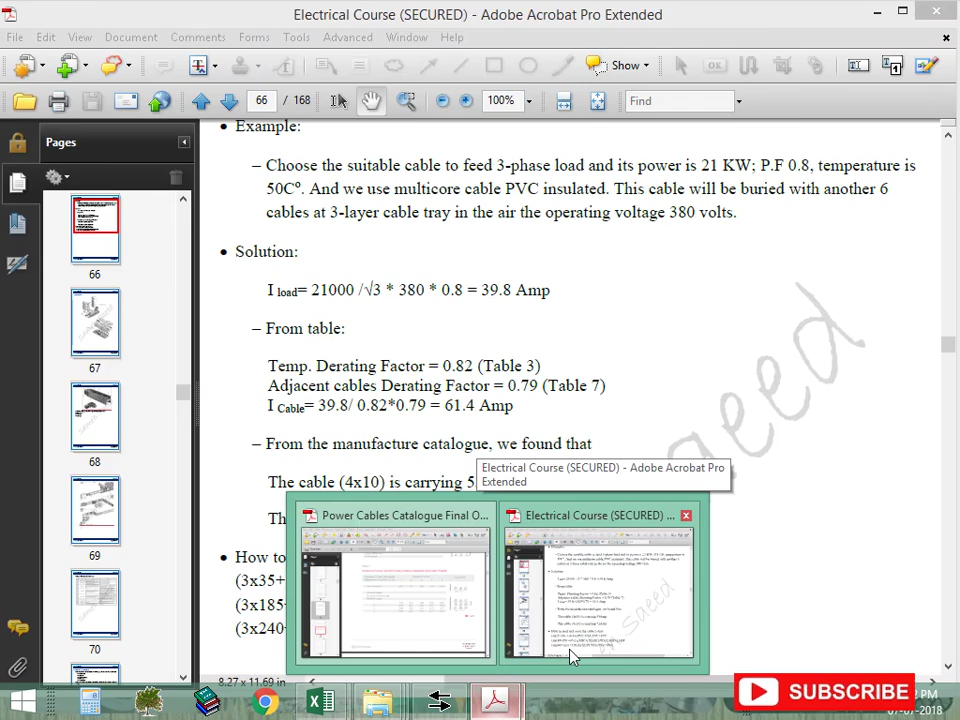 Electrical Course (SECURED) - Adobe Acrobat Pro Extended
File Edit View Document Comments Forms Tools Advanced Window Help
Show
66 / 168
100%
Find
Pages
66
67
68
69
70
• Example:
– Choose the suitable cable to feed 3-phase load and its power is 21 KW; P.F 0.8, temperature is
50Cº. And we use multicore cable PVC insulated. This cable will be buried with another 6
cables at 3-layer cable tray in the air the operating voltage 380 volts.
• Solution:
I load= 21000 /√3 * 380 * 0.8 = 39.8 Amp
– From table:
Temp. Derating Factor = 0.82 (Table 3)
Adjacent cables Derating Factor = 0.79 (Table 7)
I Cable= 39.8/ 0.82*0.79 = 61.4 Amp
– From the manufacture catalogue, we found that
The cable (4x10) is carrying 5
Th
• How to
(3x35+
(3x185
(3x240
saeed
Electrical Course (SECURED) - Adobe Acrobat Pro
Extended
Power Cables Catalogue Final O...
Electrical Course (SECURED) ...
8.27 x 11.69 in
SUBSCRIBE
2 PM
2018